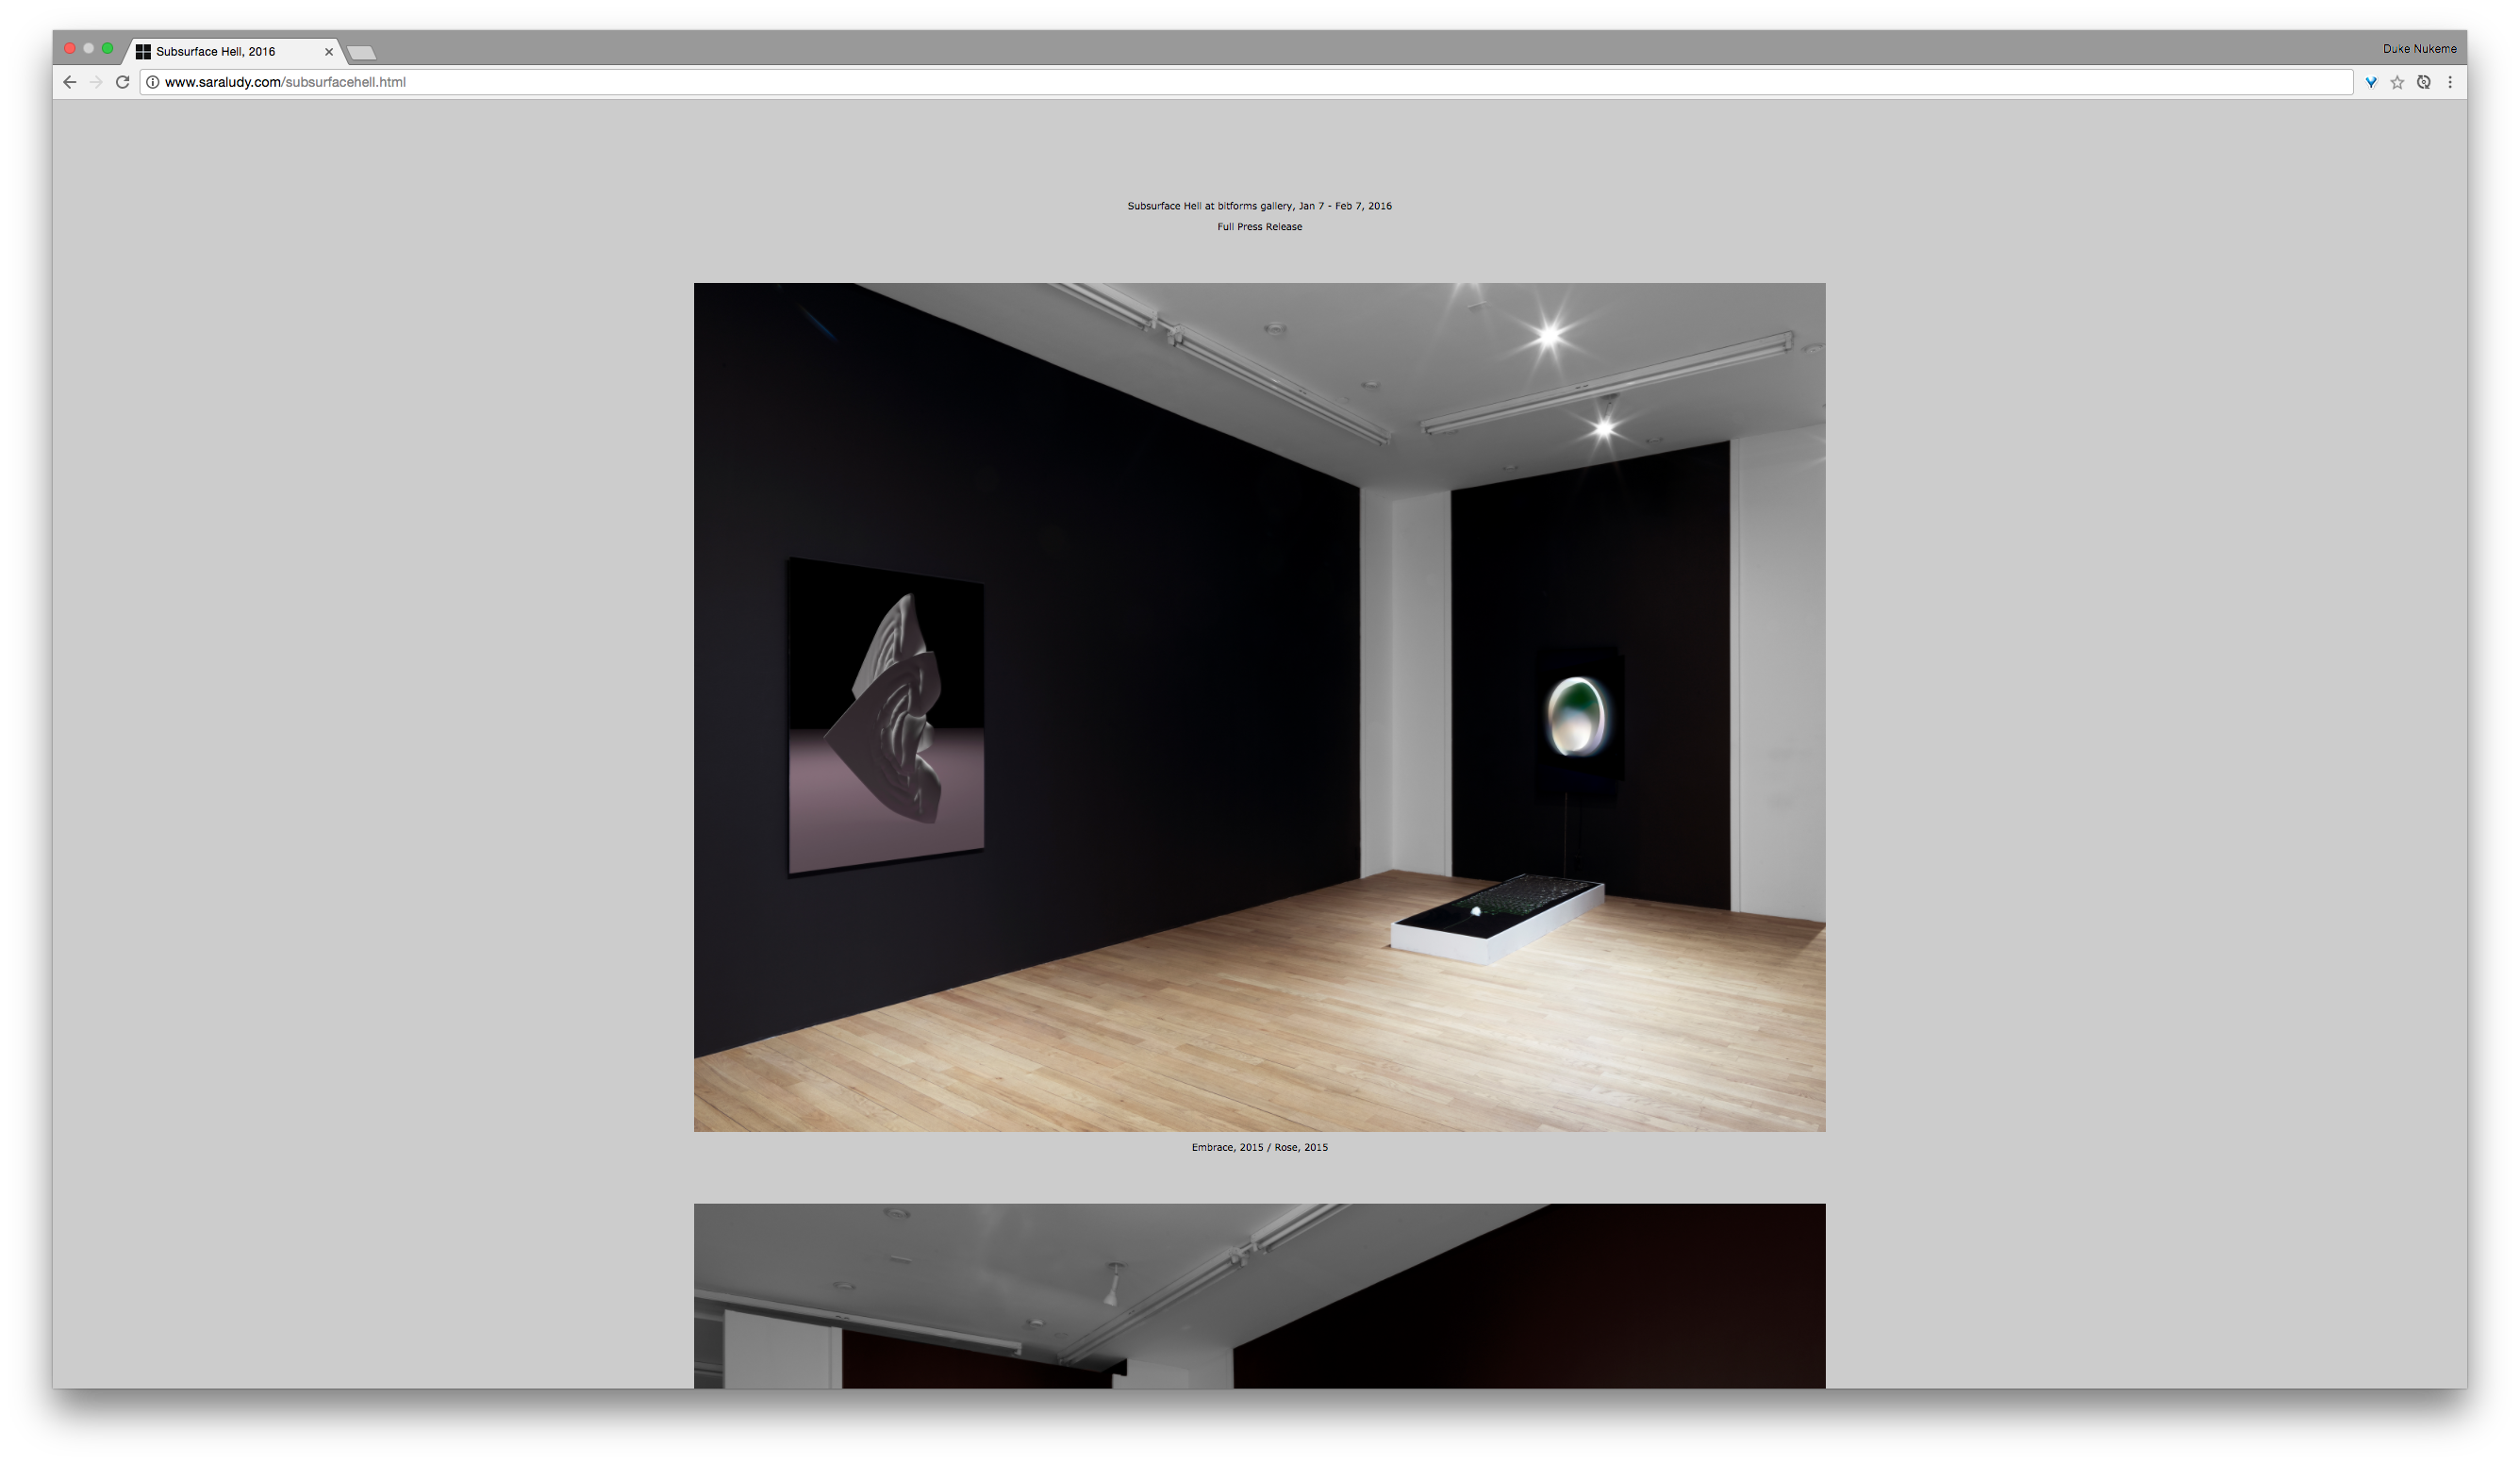 Subsurface Hell, 2016
Duke Nukeme
www.saraludy.com/subsurfacehell.html
Subsurface Hell at bitforms gallery, Jan 7 - Feb 7, 2016
Full Press Release
Embrace, 2015 / Rose, 2015